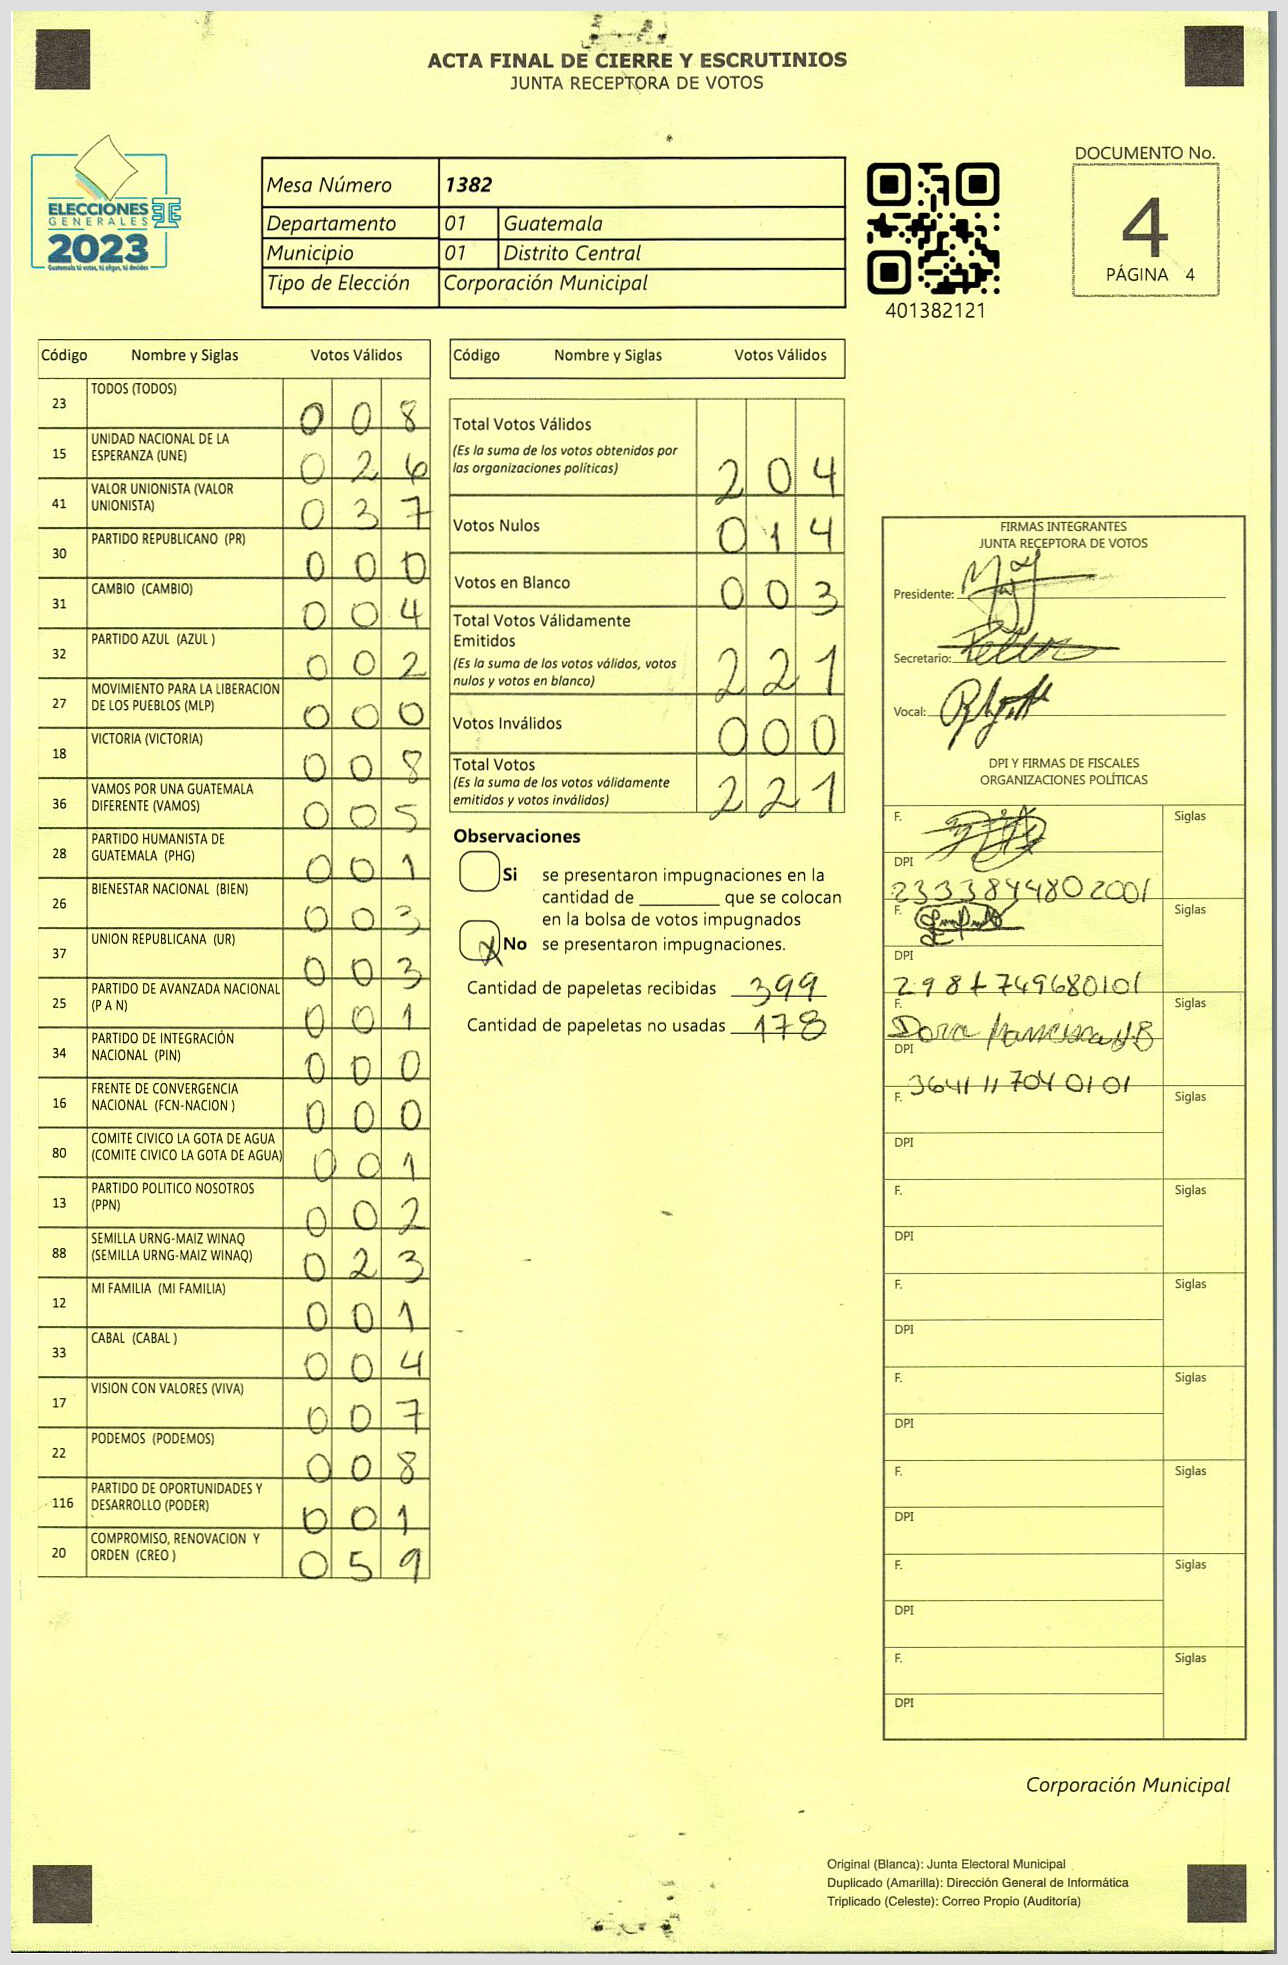 ACTA FINAL DE CIERRE Y ESCRUTINIOS
JUNTA RECEPTORA DE VOTOS
ELECCIONES
GENERALES
2023
Guatemala tú votas, tú eliges, tú decides
Mesa Número 1382
Departamento 01 Guatemala
Municipio 01 Distrito Central
Tipo de Elección Corporación Municipal
401382121
DOCUMENTO No.
4
PÁGINA 4
Código Nombre y Siglas Votos Válidos
23 TODOS (TODOS) 0 0 8
15 UNIDAD NACIONAL DE LA
ESPERANZA (UNE) 0 2 6
41 VALOR UNIONISTA (VALOR
UNIONISTA) 0 3 7
30 PARTIDO REPUBLICANO (PR) 0 0 0
31 CAMBIO (CAMBIO) 0 0 4
32 PARTIDO AZUL (AZUL ) 0 0 2
27 MOVIMIENTO PARA LA LIBERACION
DE LOS PUEBLOS (MLP) 0 0 0
18 VICTORIA (VICTORIA) 0 0 8
36 VAMOS POR UNA GUATEMALA
DIFERENTE (VAMOS) 0 0 5
28 PARTIDO HUMANISTA DE
GUATEMALA (PHG) 0 0 1
26 BIENESTAR NACIONAL (BIEN) 0 0 3
37 UNION REPUBLICANA (UR) 0 0 3
25 PARTIDO DE AVANZADA NACIONAL
(P A N) 0 0 1
34 PARTIDO DE INTEGRACIÓN
NACIONAL (PIN) 0 0 0
16 FRENTE DE CONVERGENCIA
NACIONAL (FCN-NACION ) 0 0 0
80 COMITE CIVICO LA GOTA DE AGUA
(COMITE CIVICO LA GOTA DE AGUA) 0 0 1
13 PARTIDO POLITICO NOSOTROS
(PPN) 0 0 2
88 SEMILLA URNG-MAIZ WINAQ
(SEMILLA URNG-MAIZ WINAQ) 0 2 3
12 MI FAMILIA (MI FAMILIA) 0 0 1
33 CABAL (CABAL ) 0 0 4
17 VISION CON VALORES (VIVA) 0 0 7
22 PODEMOS (PODEMOS) 0 0 8
116 PARTIDO DE OPORTUNIDADES Y
DESARROLLO (PODER) 0 0 1
20 COMPROMISO, RENOVACION Y
ORDEN (CREO ) 0 5 9
Código Nombre y Siglas Votos Válidos
Total Votos Válidos
(Es la suma de los votos obtenidos por
las organizaciones políticas) 2 0 4
Votos Nulos 0 1 4
Votos en Blanco 0 0 3
Total Votos Válidamente
Emitidos
(Es la suma de los votos válidos, votos
nulos y votos en blanco) 2 2 1
Votos Inválidos 0 0 0
Total Votos
(Es la suma de los votos válidamente
emitidos y votos inválidos) 2 2 1
Observaciones
Si se presentaron impugnaciones en la
cantidad de ________ que se colocan
en la bolsa de votos impugnados
X No se presentaron impugnaciones.
Cantidad de papeletas recibidas 399
Cantidad de papeletas no usadas 178
FIRMAS INTEGRANTES
JUNTA RECEPTORA DE VOTOS
Presidente:
Secretario:
Vocal:
DPI Y FIRMAS DE FISCALES
ORGANIZACIONES POLÍTICAS
F. Siglas
DPI
2333844802001
F. Siglas
DPI
F. Siglas
Dora
DPI
3641117040101
F. Siglas
DPI
F. Siglas
DPI
F. Siglas
DPI
F. Siglas
DPI
F. Siglas
DPI
F. Siglas
DPI
F. Siglas
DPI
Corporación Municipal
Original (Blanca): Junta Electoral Municipal
Duplicado (Amarilla): Dirección General de Informática
Triplicado (Celeste): Correo Propio (Auditoría)